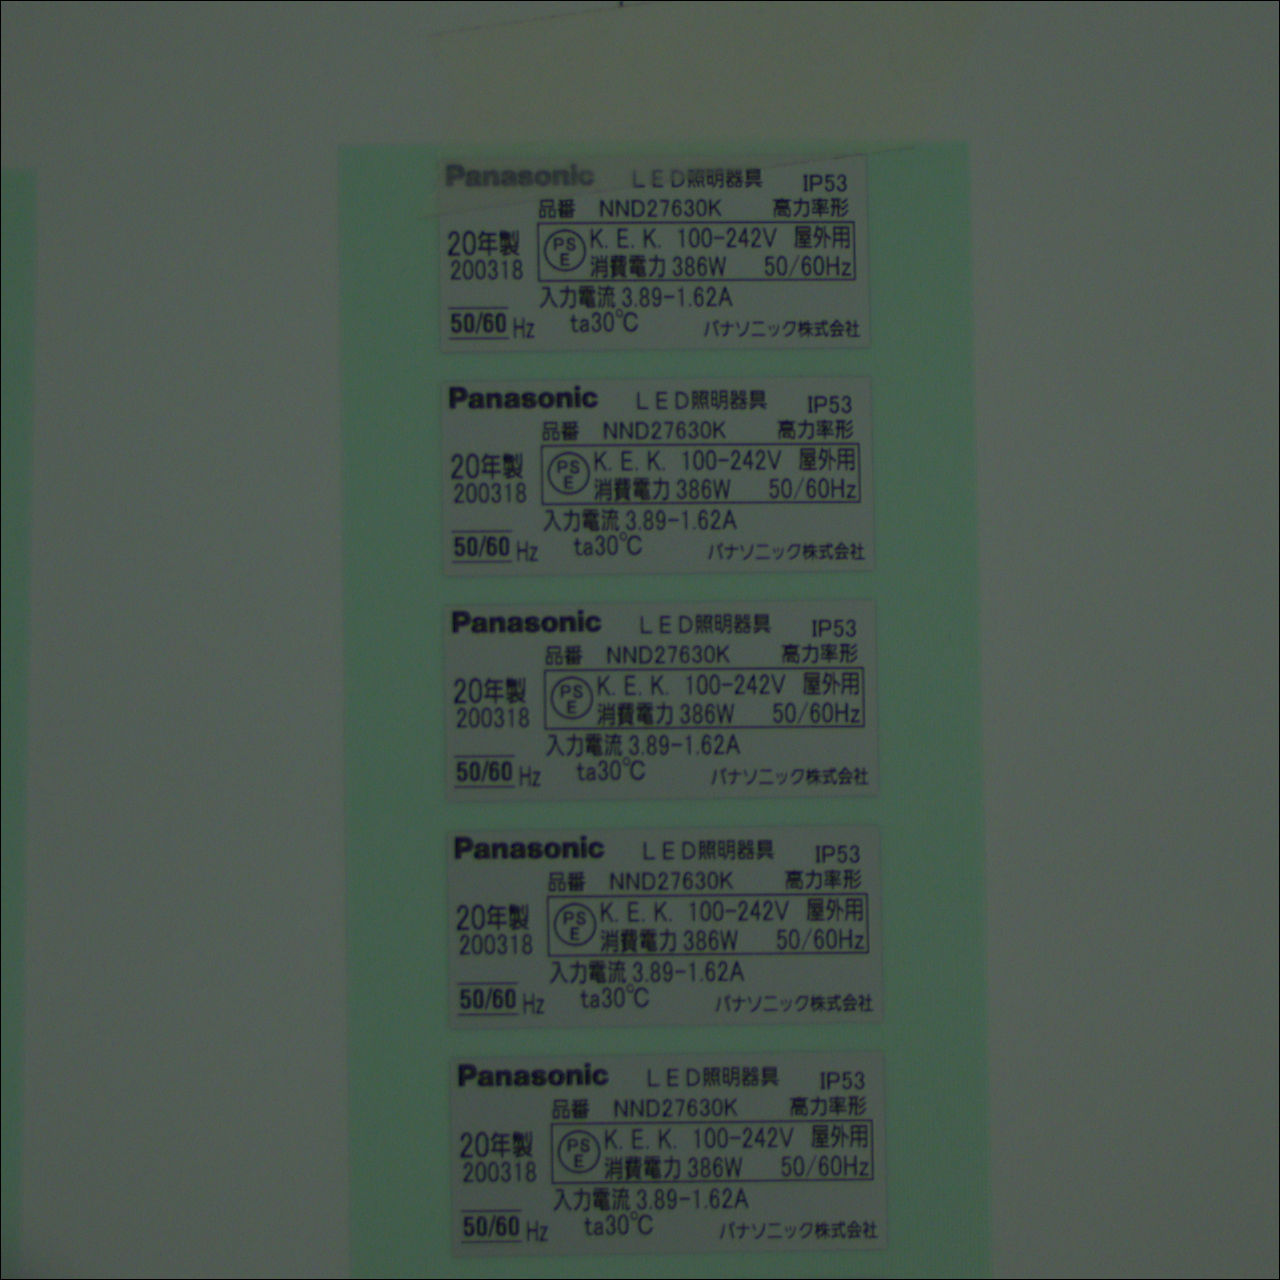 Panasonic LED照明器具 IP53
品番 NND27630K 高力率形
20年製 PSE K.E.K. 100-242V 屋外用
200318 消費電力 386W 50/60Hz
入力電流 3.89-1.62A
50/60 Hz ta30℃ パナソニック株式会社
Panasonic LED照明器具 IP53
品番 NND27630K 高力率形
20年製 PSE K.E.K. 100-242V 屋外用
200318 消費電力 386W 50/60Hz
入力電流 3.89-1.62A
50/60 Hz ta30℃ パナソニック株式会社
Panasonic LED照明器具 IP53
品番 NND27630K 高力率形
20年製 PSE K.E.K. 100-242V 屋外用
200318 消費電力 386W 50/60Hz
入力電流 3.89-1.62A
50/60 Hz ta30℃ パナソニック株式会社
Panasonic LED照明器具 IP53
品番 NND27630K 高力率形
20年製 PSE K.E.K. 100-242V 屋外用
200318 消費電力 386W 50/60Hz
入力電流 3.89-1.62A
50/60 Hz ta30℃ パナソニック株式会社
Panasonic LED照明器具 IP53
品番 NND27630K 高力率形
20年製 PSE K.E.K. 100-242V 屋外用
200318 消費電力 386W 50/60Hz
入力電流 3.89-1.62A
50/60 Hz ta30℃ パナソニック株式会社